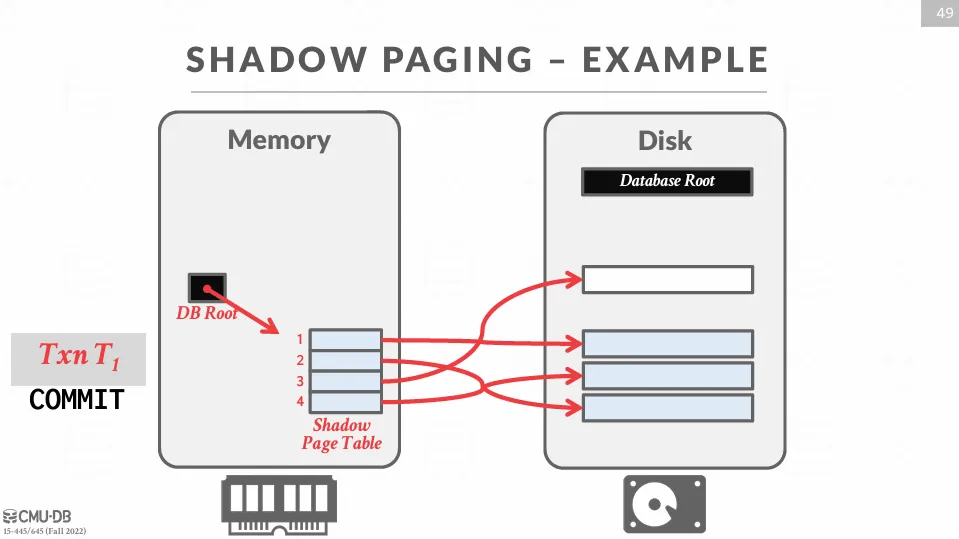 49
SHADOW PAGING – EXAMPLE
Memory
Disk
Database Root
DB Root
1
2
3
4
Txn T1
COMMIT
Shadow
Page Table
CMU·DB
15-445/645 (Fall 2022)